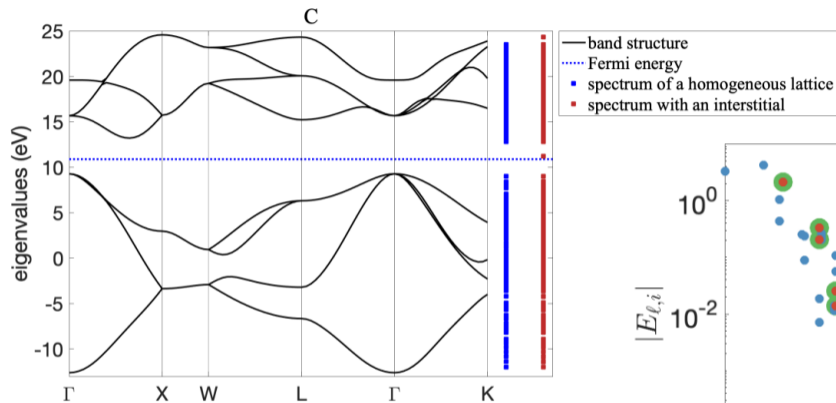 C
25
20
15
10
5
0
-5
-10
eigenvalues (eV)
Γ X W L Γ K
band structure
Fermi energy
spectrum of a homogeneous lattice
spectrum with an interstitial
10^0
10^-2
|E_{ℓ,i}|